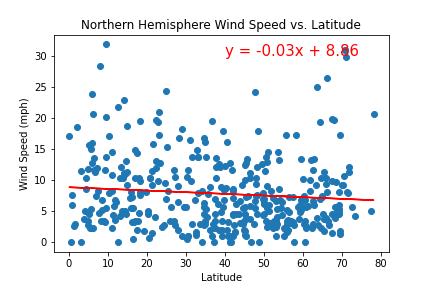 Northern Hemisphere Wind Speed vs. Latitude
y = -0.03x + 8.86
Wind Speed (mph)
30
25
20
15
10
5
0
0 10 20 30 40 50 60 70 80
Latitude